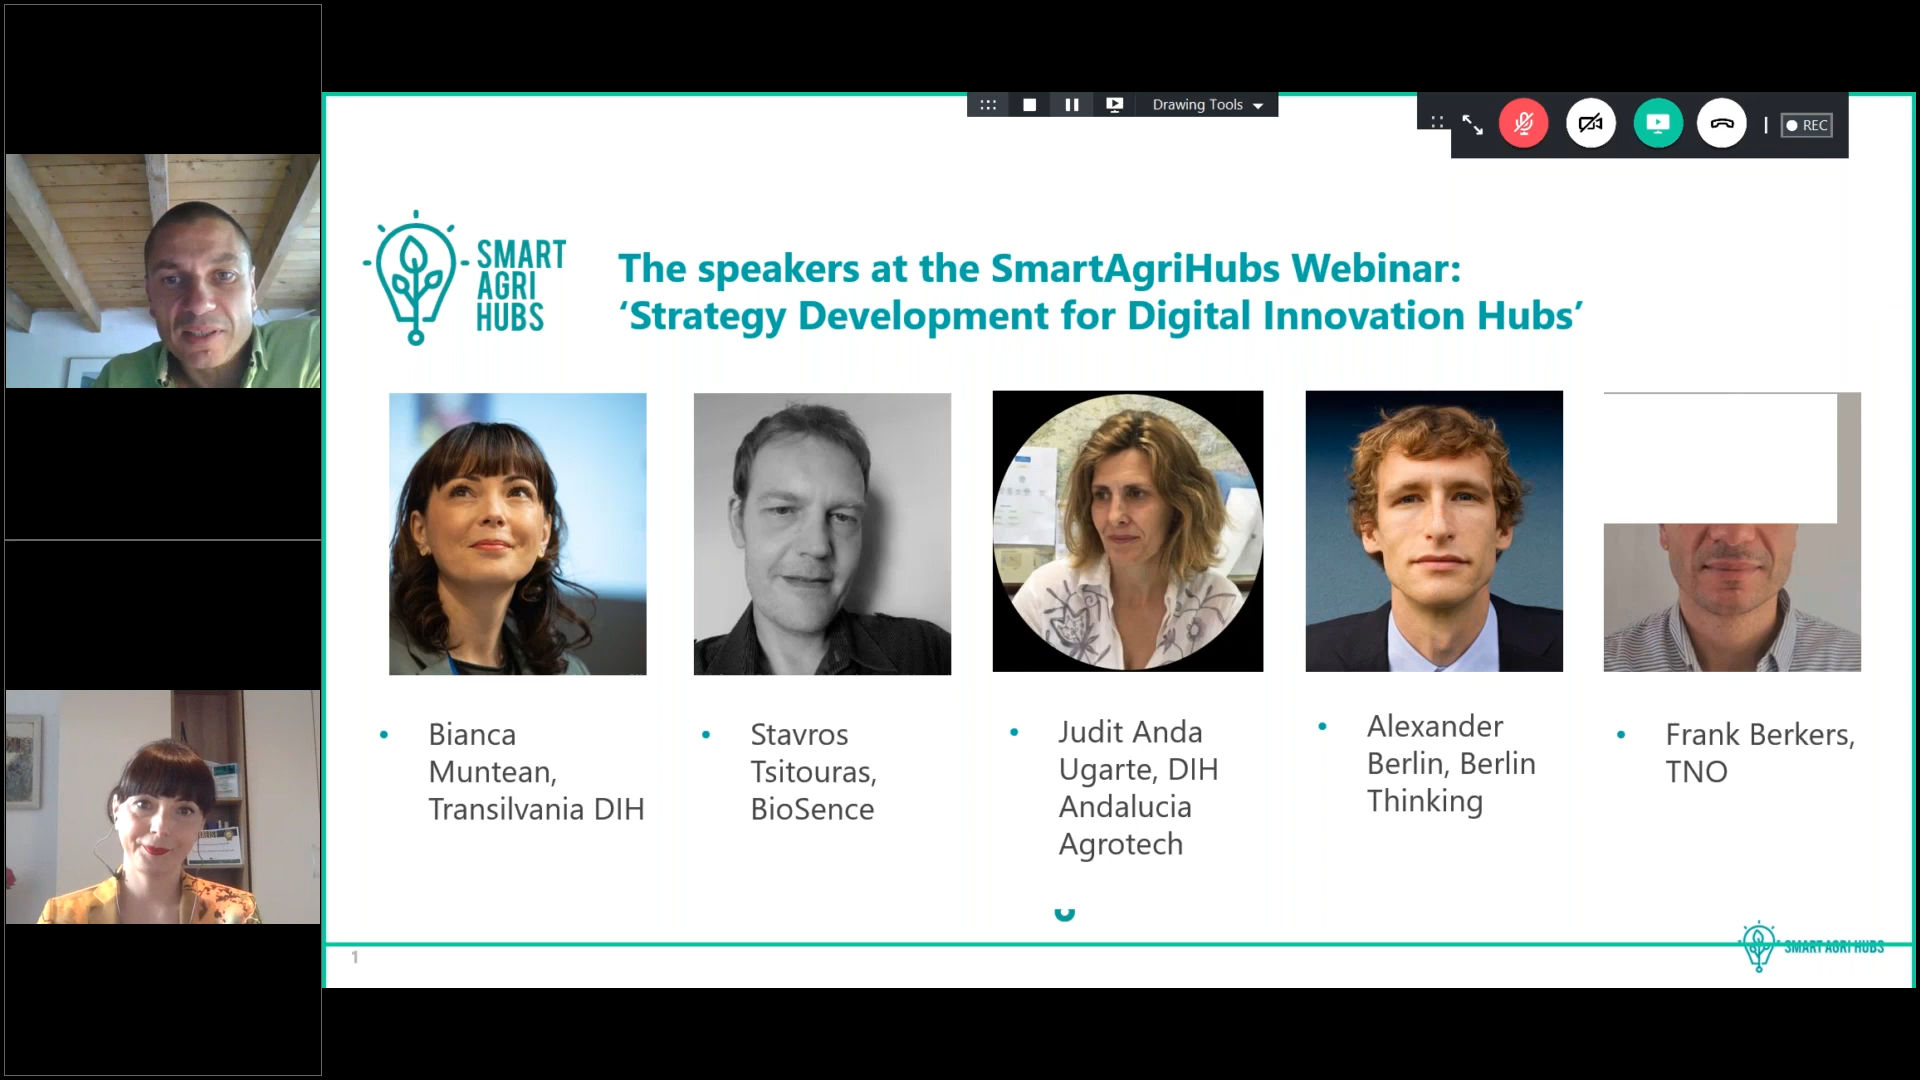 Drawing Tools
REC
SMART
AGRI
HUBS
The speakers at the SmartAgriHubs Webinar:
‘Strategy Development for Digital Innovation Hubs’
• Bianca
Muntean,
Transilvania DIH
• Stavros
Tsitouras,
BioSence
• Judit Anda
Ugarte, DIH
Andalucia
Agrotech
• Alexander
Berlin, Berlin
Thinking
• Frank Berkers,
TNO
1
SMART AGRI HUBS